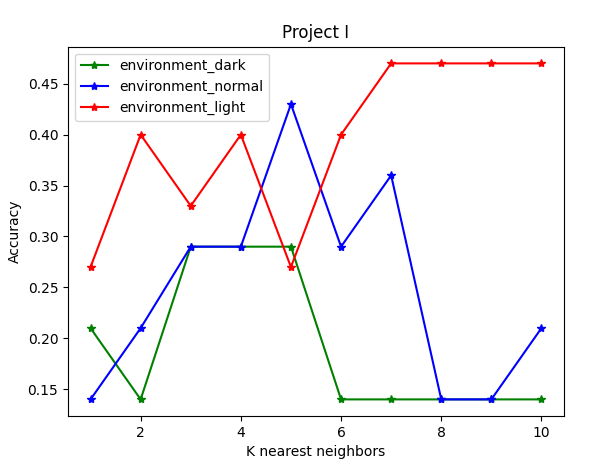 Project I
environment_dark
environment_normal
environment_light
Accuracy
0.45
0.40
0.35
0.30
0.25
0.20
0.15
2 4 6 8 10
K nearest neighbors